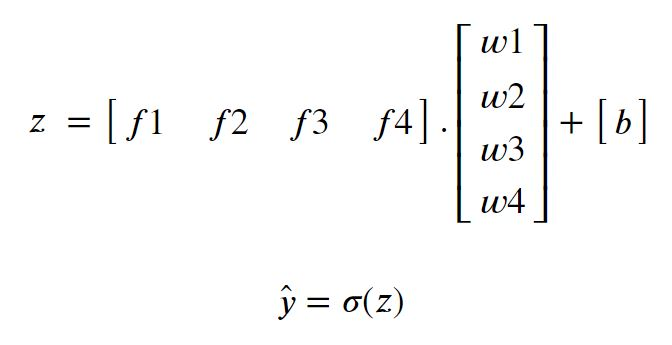 z = [ f1 f2 f3 f4 ] . [ w1 w2 w3 w4 ] + [ b ]
ŷ = σ(z)